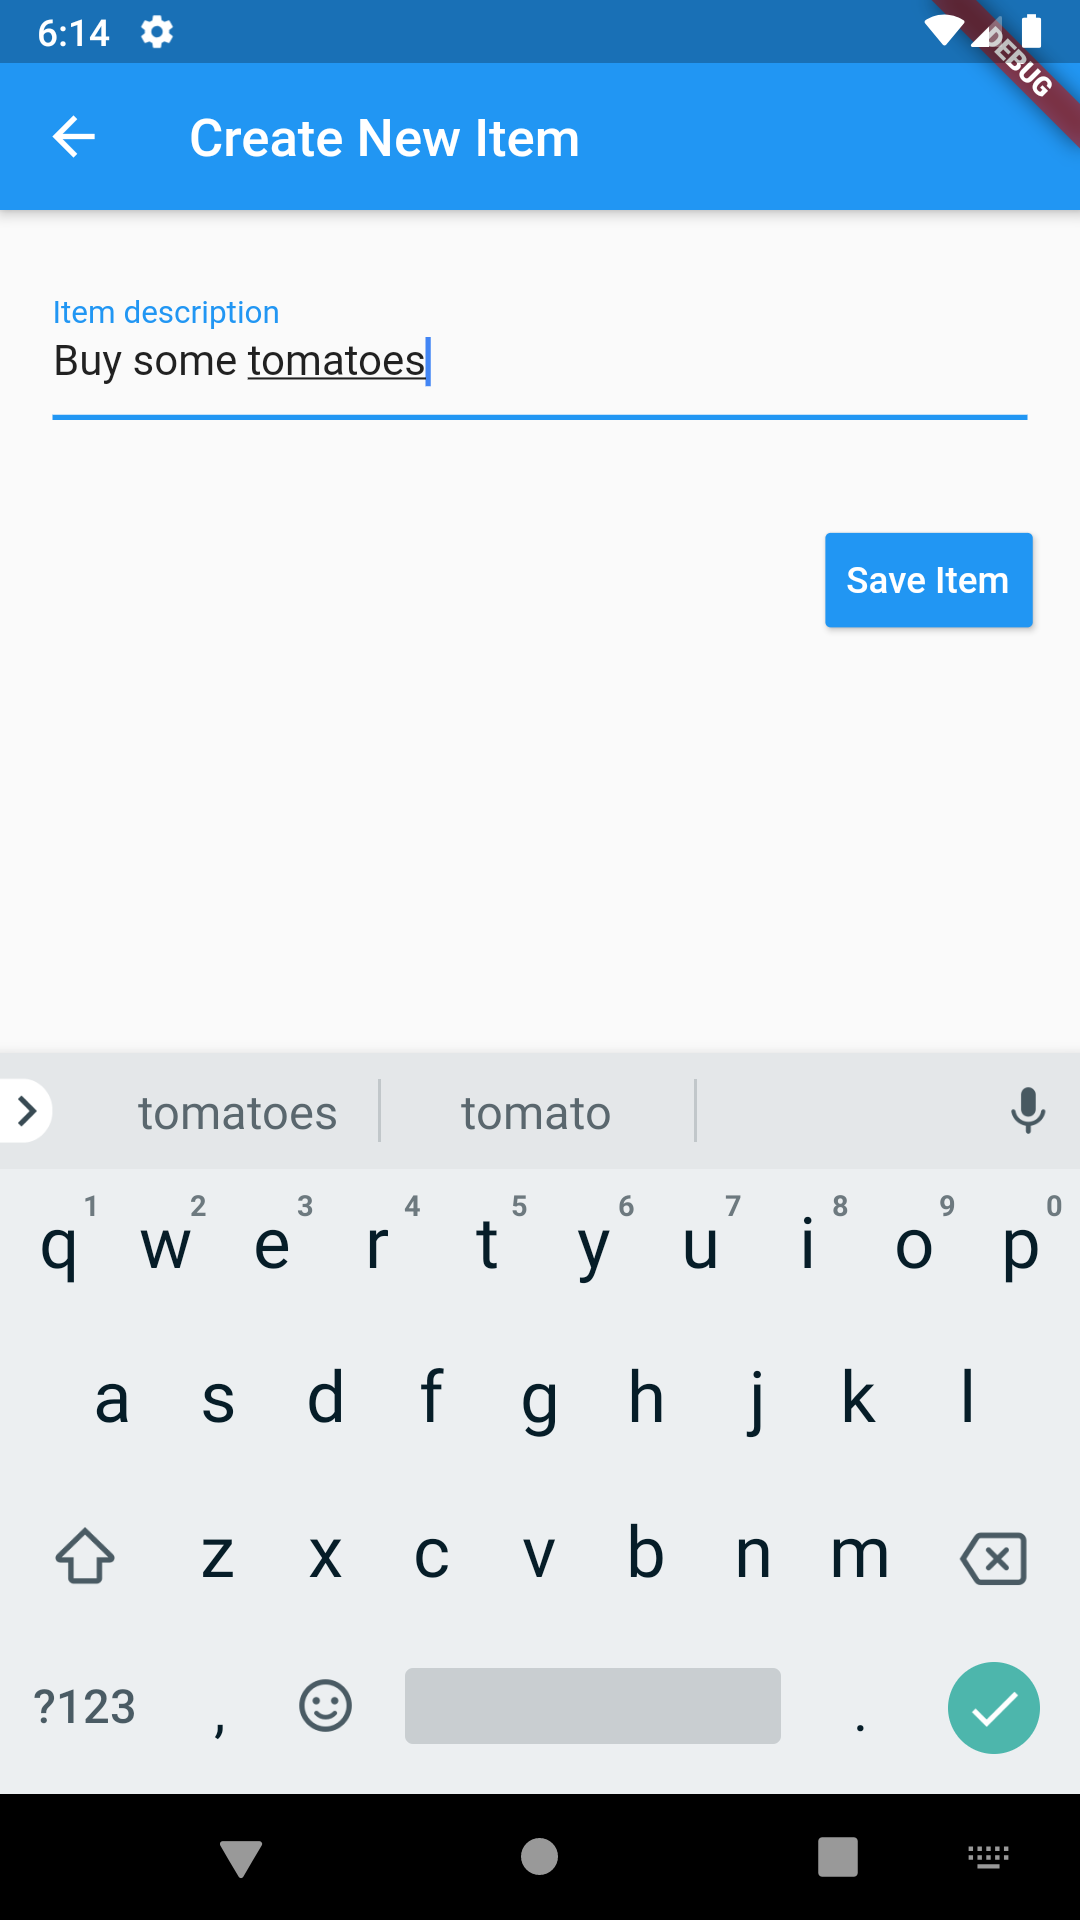 6:14
DEBUG
Create New Item
Item description
Buy some tomatoes
Save Item
tomatoes tomato
1 2 3 4 5 6 7 8 9 0
q w e r t y u i o p
a s d f g h j k l
z x c v b n m
?123 , .